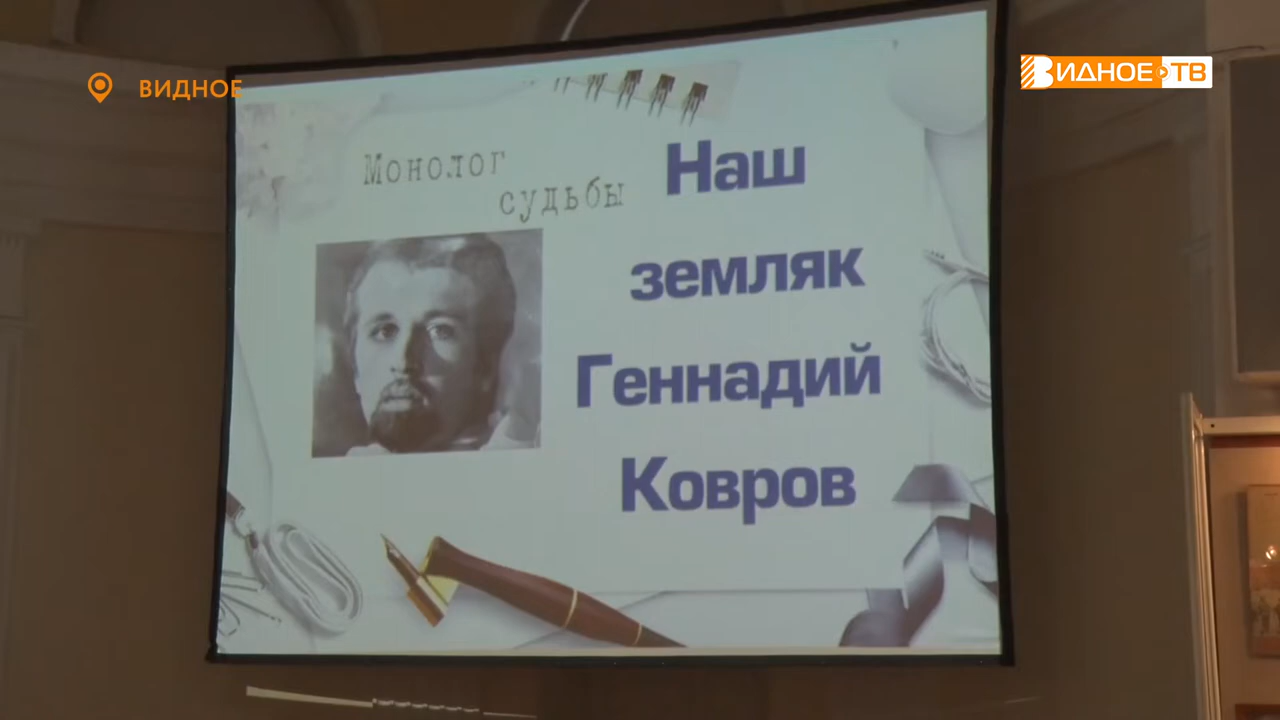 ВИДНОЕ
ВИДНОЕ ТВ
Монолог
судьбы
Наш
земляк
Геннадий
Ковров